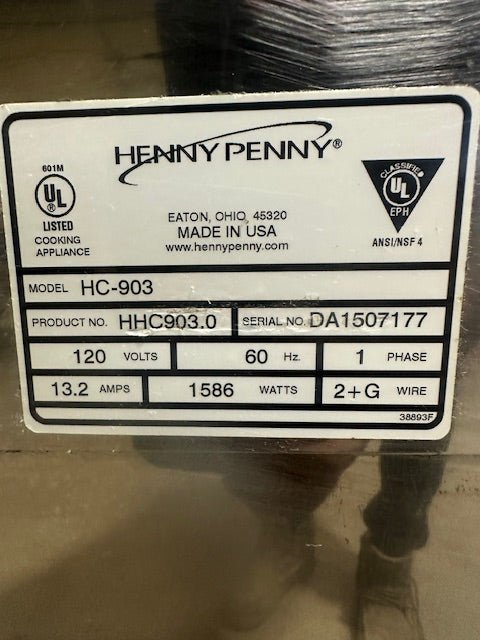 HENNY PENNY®
601M
UL ®
LISTED
COOKING
APPLIANCE
EATON, OHIO 45320
MADE IN USA
www.hennypenny.com
CLASSIFIED
UL
EPH
ANSI/NSF 4
MODEL HC-903
PRODUCT NO. HHC903.0 SERIAL NO. DA1507177
120 VOLTS 60 Hz. 1 PHASE
13.2 AMPS 1586 WATTS 2+G WIRE
38893F